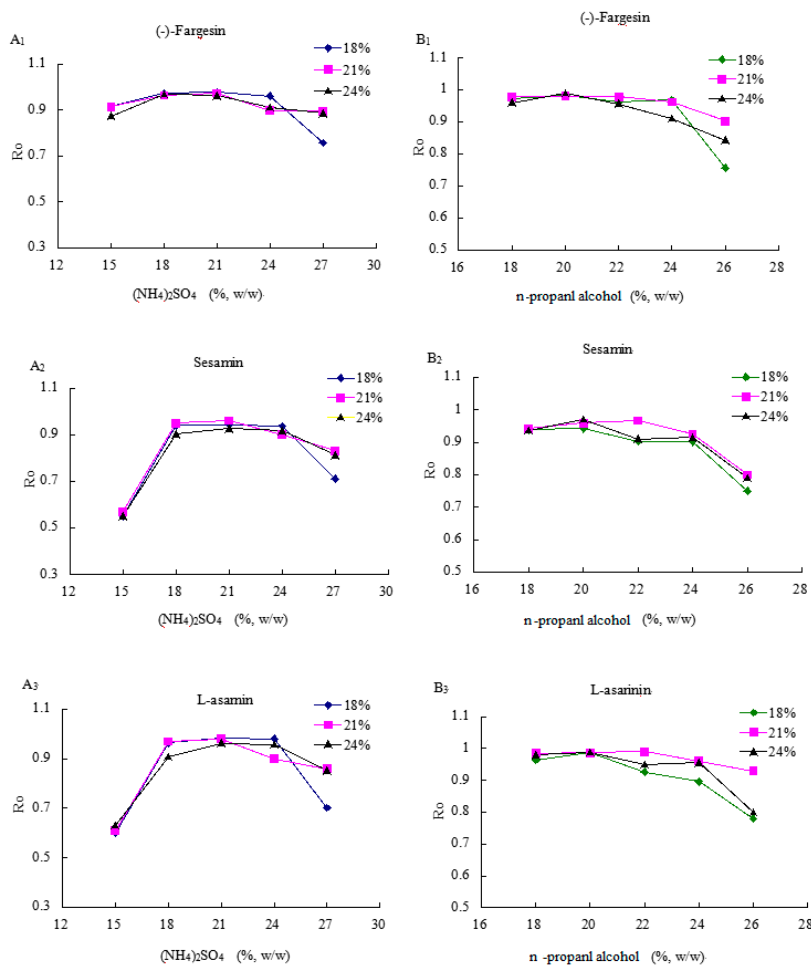 (-)-Fargesin
A1
18%
21%
24%
1.1
0.9
0.7
0.5
0.3
Ro
12 15 18 21 24 27 30
(NH4)2SO4 (%, w/w)
(-)-Fargesin
B1
18%
21%
24%
1.1
1
0.9
0.8
0.7
0.6
0.5
Ro
16 18 20 22 24 26 28
n-propanl alcohol (%, w/w)
Sesamin
A2
18%
21%
24%
1.1
0.9
0.7
0.5
0.3
Ro
12 15 18 21 24 27 30
(NH4)2SO4 (%, w/w)
Sesamin
B2
18%
21%
24%
1.1
1
0.9
0.8
0.7
0.6
0.5
Ro
16 18 20 22 24 26 28
n-propanl alcohol (%, w/w)
L-asamin
A3
18%
21%
24%
1.1
0.9
0.7
0.5
0.3
Ro
12 15 18 21 24 27 30
(NH4)2SO4 (%, w/w)
L-asarinin
B3
18%
21%
24%
1.1
1
0.9
0.8
0.7
0.6
0.5
Ro
16 18 20 22 24 26 28
n -propanl alcohol (%, w/w)